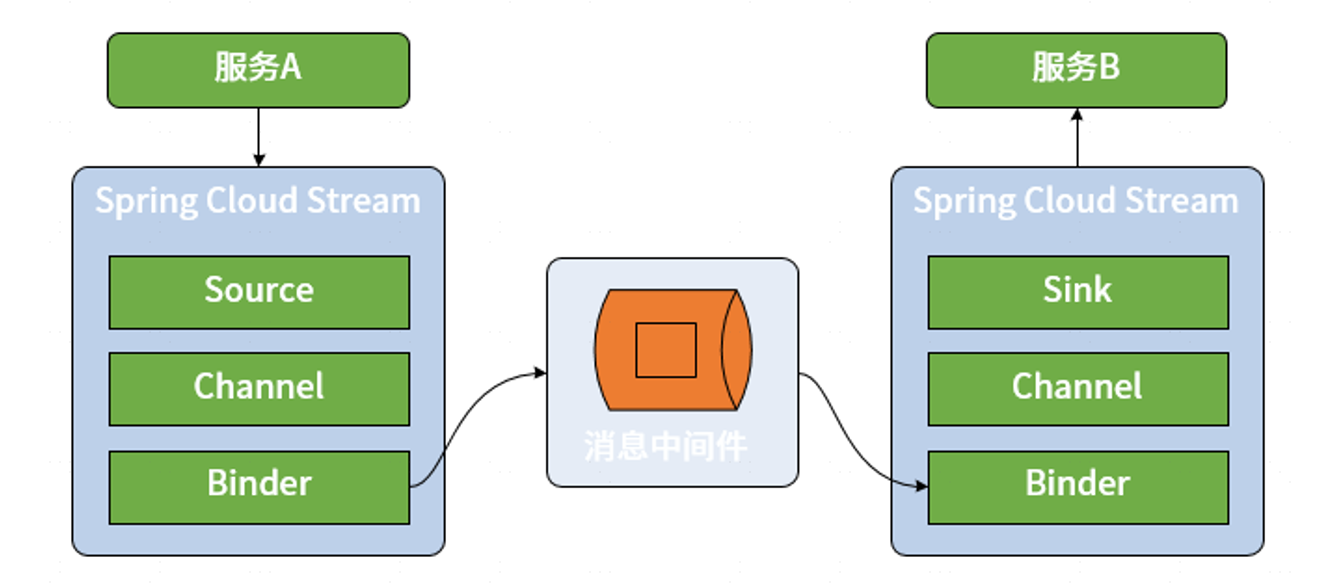 服务A
Spring Cloud Stream
Source
Channel
Binder
消息中间件
服务B
Spring Cloud Stream
Sink
Channel
Binder